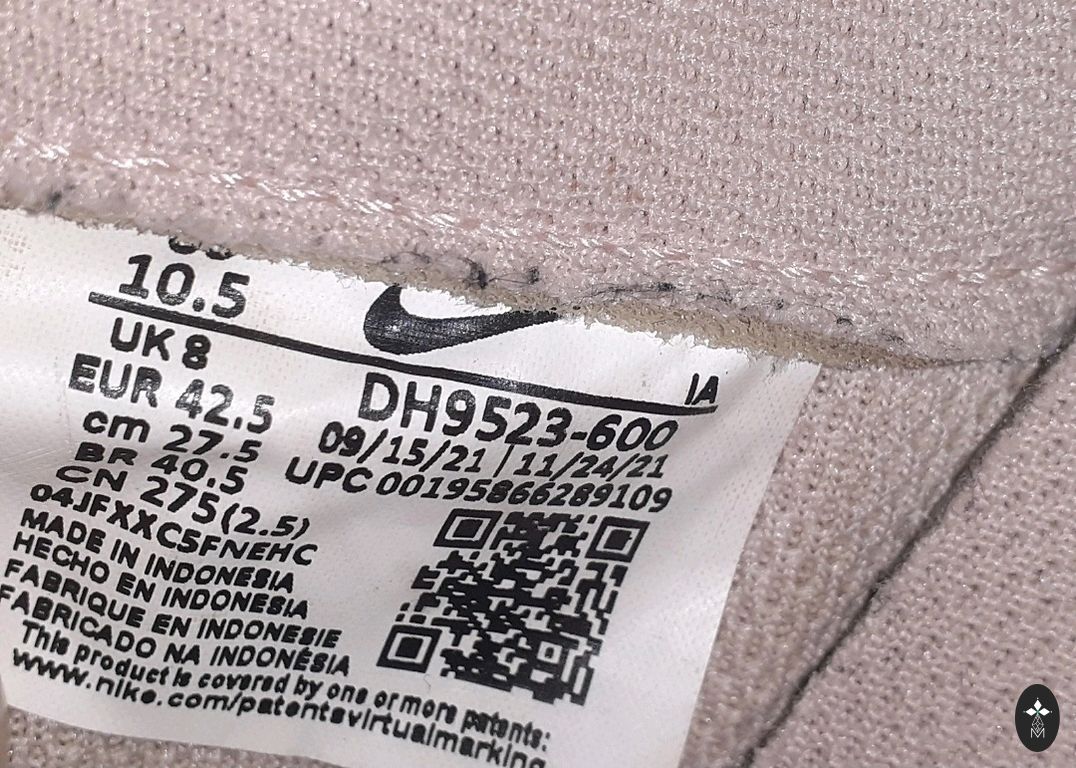 10.5
UK 8
EUR 42.5
cm 27.5
BR 40.5
CN 275(2.5)
04JFXXC5FNEHC
MADE IN INDONESIA
HECHO EN INDONESIA
FABRIQUE EN INDONESIE
FABRICADO NA INDONÉSIA
This product is covered by one or more patents:
www.nike.com/patentsvirtualmarking
IA
DH9523-600
09/15/21 | 11/24/21
UPC 00195866289109
M